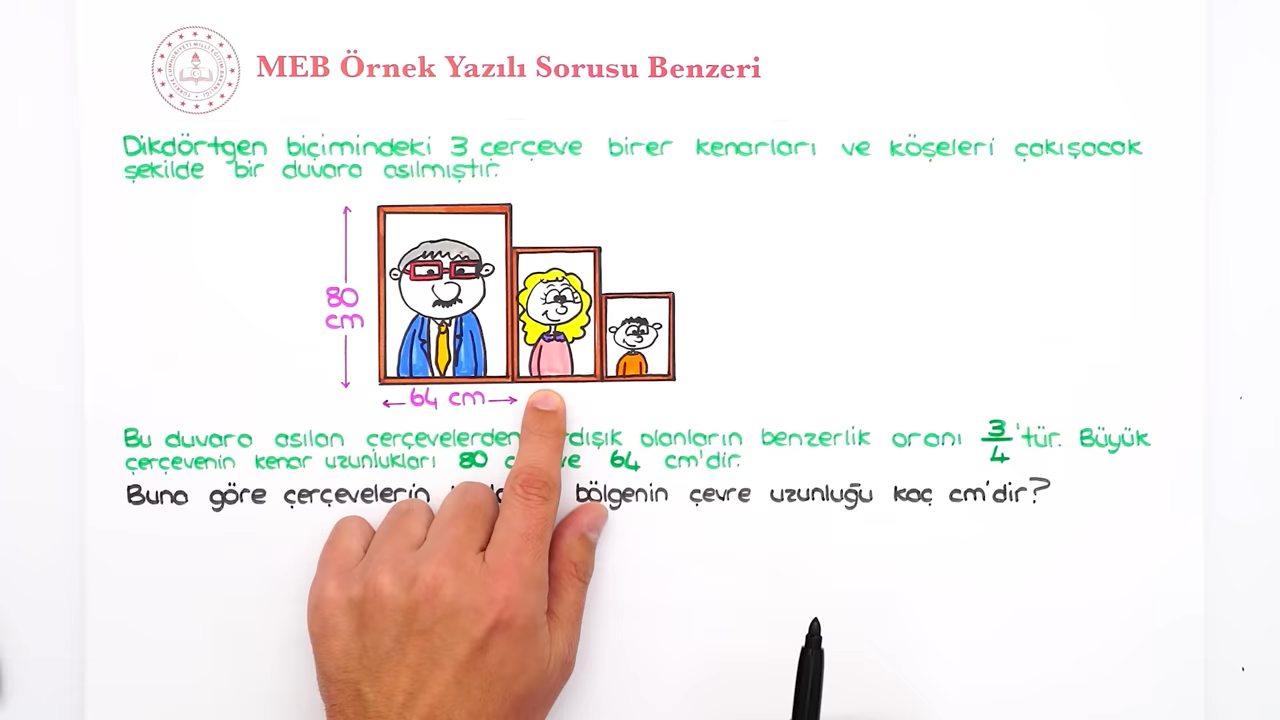 MEB Örnek Yazılı Sorusu Benzeri
Dikdörtgen biçimindeki 3 çerçeve birer kenarları ve köşeleri çakışacak
şekilde bir duvara asılmıştır.
80
cm
64 cm
Bu duvara asılan çerçevelerden olanların benzerlik oranı 3/4 'tür. Büyük
çerçevenin kenar uzunlukları 80 64 cm'dir.
Buna göre çerçevelerin bölgenin çevre uzunluğu kaç cm'dir?